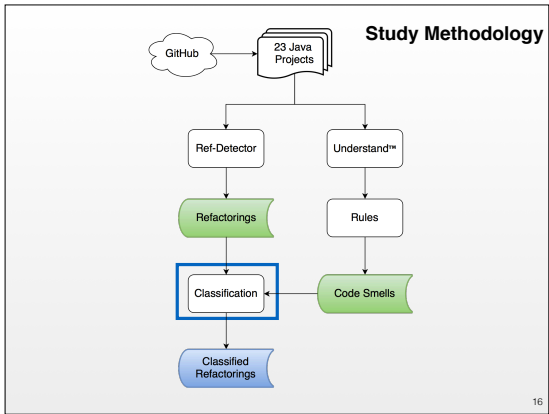 Study Methodology
GitHub
23 Java
Projects
Ref-Detector
Understand™
Refactorings
Rules
Classification
Code Smells
Classified
Refactorings
16